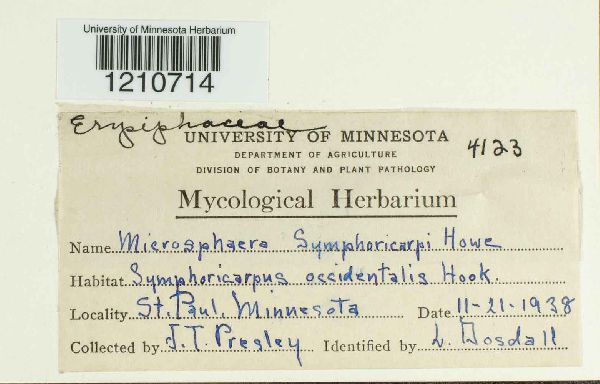 University of Minnesota Herbarium
1210714
Erysiphaceae
4123
UNIVERSITY OF MINNESOTA
DEPARTMENT OF AGRICULTURE
DIVISION OF BOTANY AND PLANT PATHOLOGY
Mycological Herbarium
Name Microsphaera Symphoricarpi Howe
Habitat Symphoricarpus occidentalis Hook.
Locality St. Paul, Minnesota Date 11-21-1938
Collected by J.T. Presley Identified by L. Dosdall